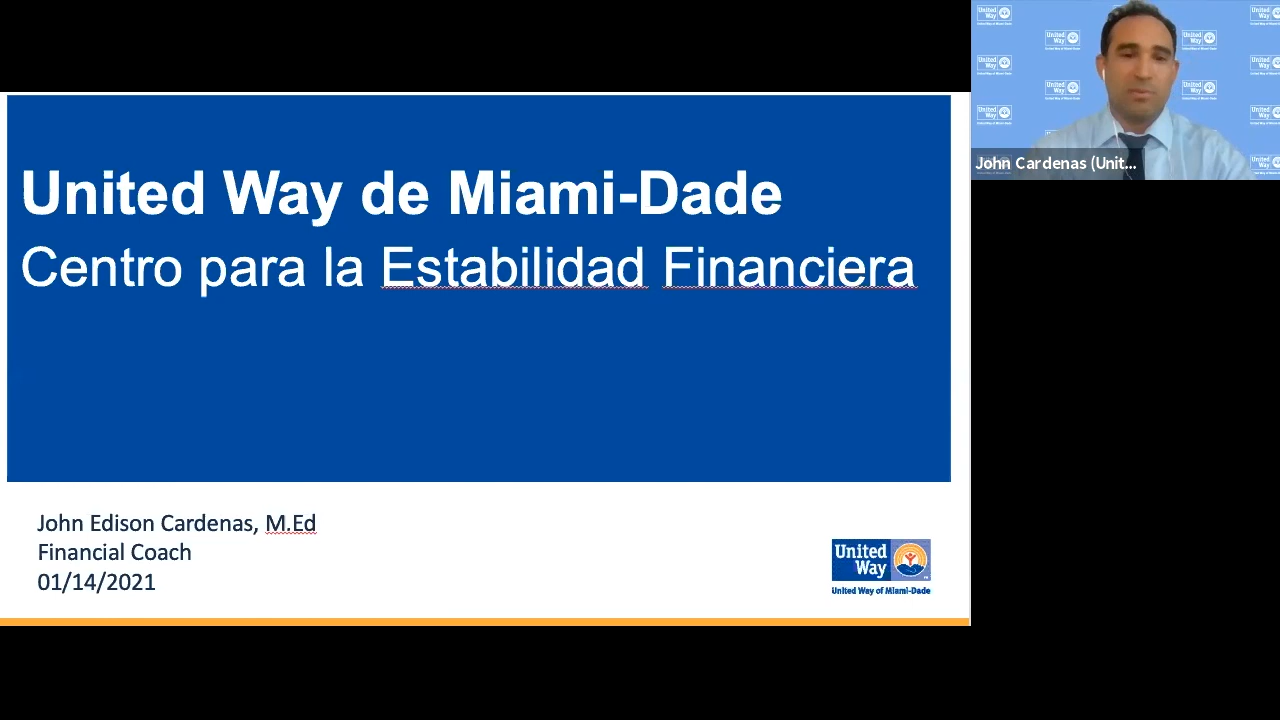 United Way de Miami-Dade
Centro para la Estabilidad Financiera
John Edison Cardenas, M.Ed
Financial Coach
01/14/2021
United
Way
United Way of Miami-Dade
John Cardenas (Unit...